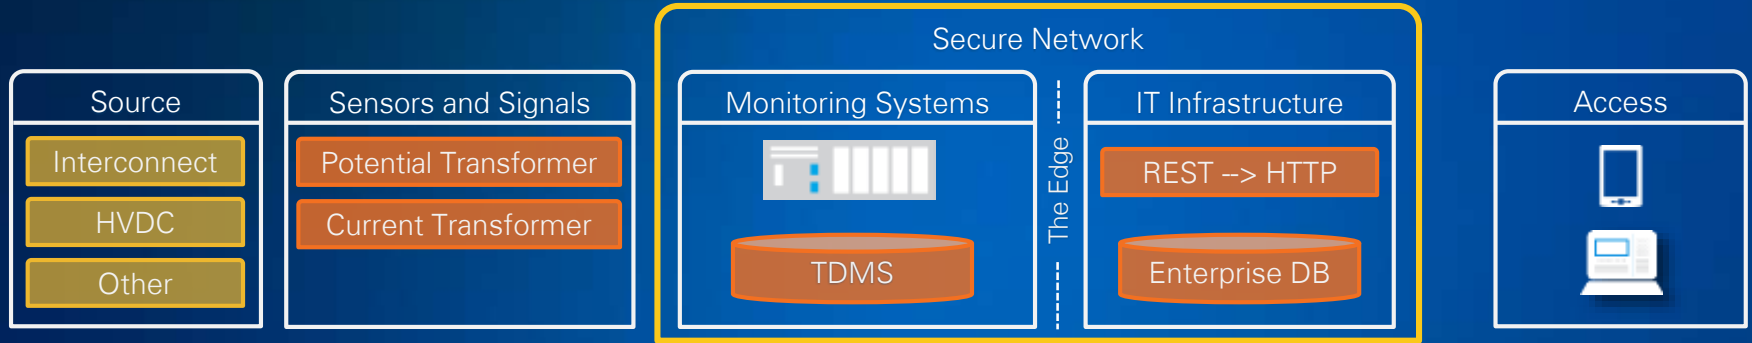 Secure Network
Source
Interconnect
HVDC
Other
Sensors and Signals
Potential Transformer
Current Transformer
Monitoring Systems
TDMS
The Edge
IT Infrastructure
REST --> HTTP
Enterprise DB
Access